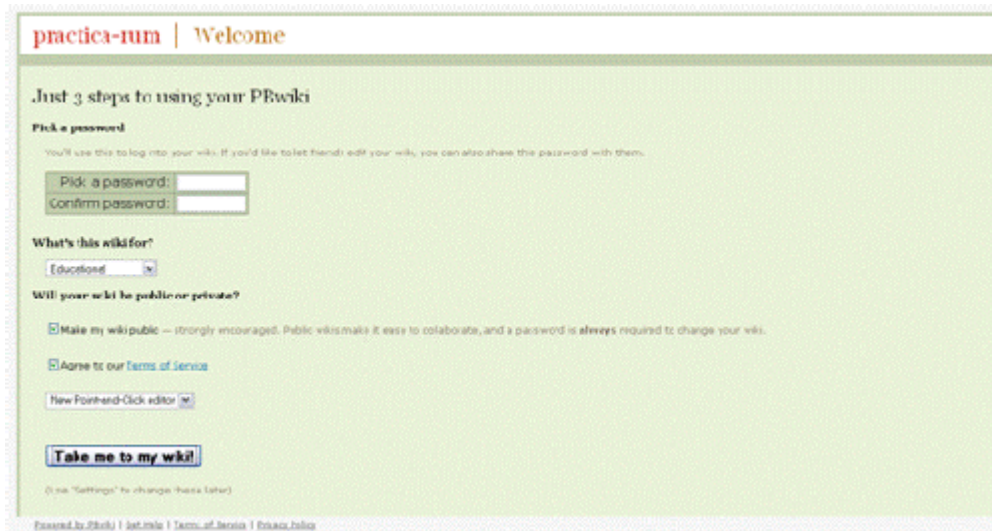 practica-rum | Welcome
Just 3 steps to using your PBwiki
Pick a password
You'll use this to log into your wiki. If you'd like to let friends edit your wiki, you can also share this password with them.
Pick a password:
Confirm password:
What's this wiki for?
Educational
Will your wiki be public or private?
Make my wiki public — strongly encouraged. Public wikis make it easy to colaborate, and a password is always required to change your wiki.
Agree to our Terms of Service
New Point-and-Click editor
Take me to my wiki!
(Use "Settings" to change these later)
Powered by PBwiki | Get Help | Terms of Service | Privacy Policy